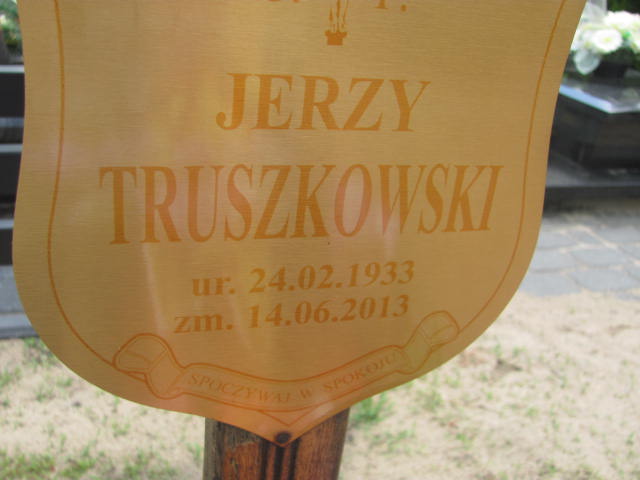 JERZY
TRUSZKOWSKI
ur. 24.02.1933
zm. 14.06.2013
SPOCZYWAJ W SPOKOJU